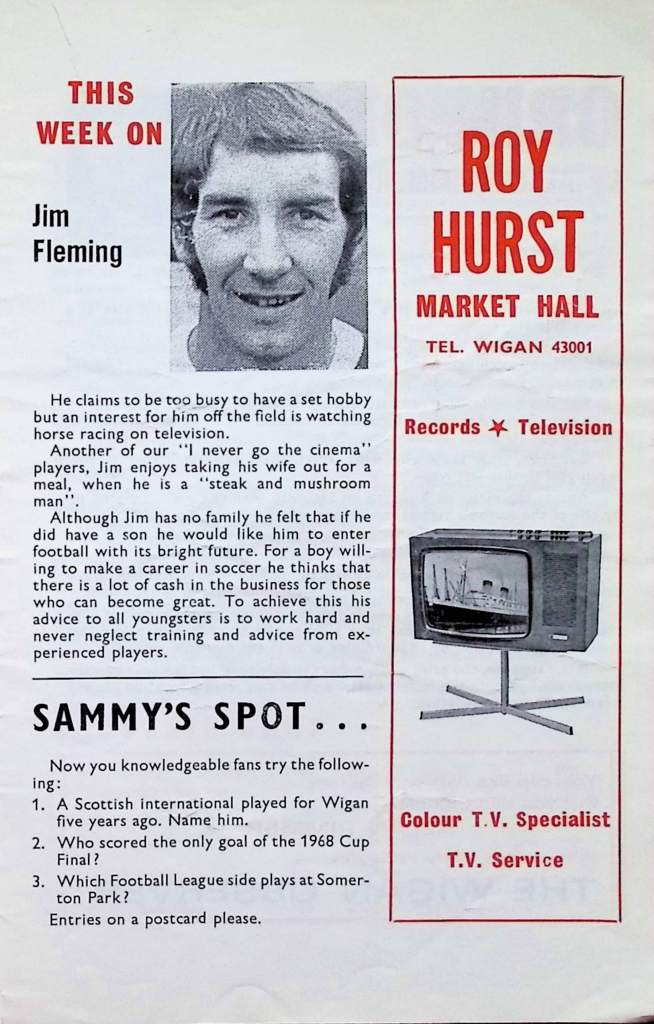 THIS
WEEK ON
Jim
Fleming
He claims to be too busy to have a set hobby
but an interest for him off the field is watching
horse racing on television.
Another of our "I never go the cinema"
players, Jim enjoys taking his wife out for a
meal, when he is a "steak and mushroom
man".
Although Jim has no family he felt that if he
did have a son he would like him to enter
football with its bright future. For a boy will-
ing to make a career in soccer he thinks that
there is a lot of cash in the business for those
who can become great. To achieve this his
advice to all youngsters is to work hard and
never neglect training and advice from ex-
perienced players.
SAMMY'S SPOT...
Now you knowledgeable fans try the follow-
ing:
1. A Scottish international played for Wigan
five years ago. Name him.
2. Who scored the only goal of the 1968 Cup
Final?
3. Which Football League side plays at Somer-
ton Park?
Entries on a postcard please.
ROY
HURST
MARKET HALL
TEL. WIGAN 43001
Records ★ Television
Colour T.V. Specialist
T.V. Service